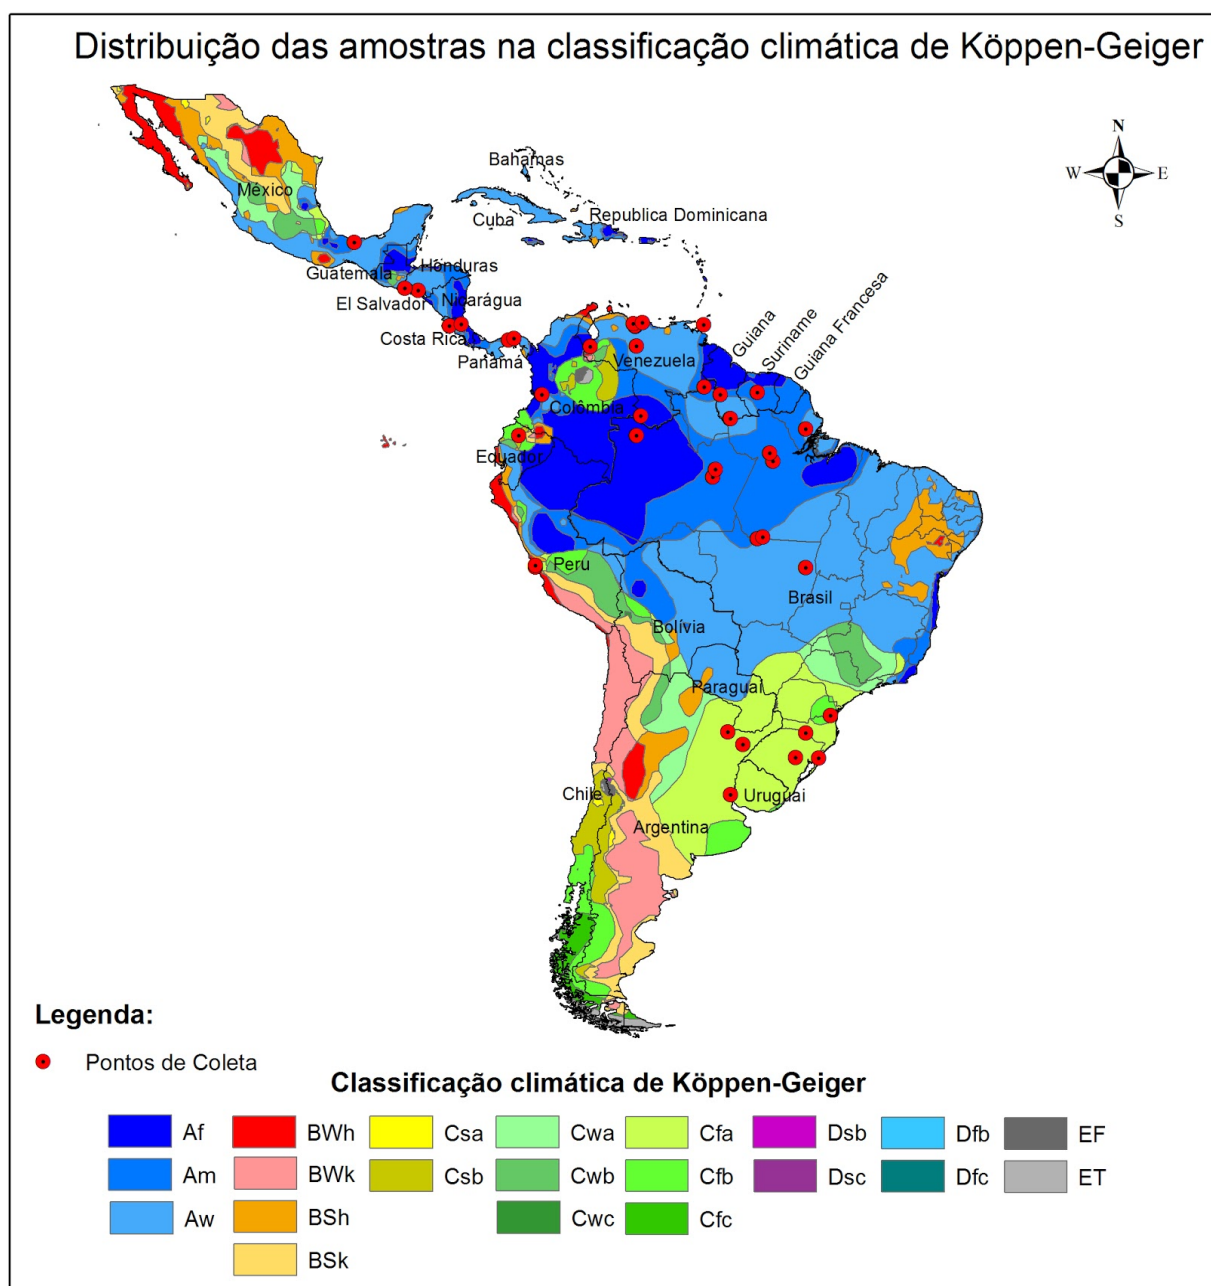 Distribuição das amostras na classificação climática de Köppen-Geiger
N
W
E
S
Bahamas
México
Cuba
Republica Dominicana
Guatemala
Honduras
El Salvador
Nicarágua
Costa Rica
Panamá
Venezuela
Guiana
Suriname
Guiana Francesa
Colômbia
Equador
Peru
Brasil
Bolívia
Paraguai
Chile
Uruguai
Argentina
Legenda:
Pontos de Coleta
Classificação climática de Köppen-Geiger
Af BWh Csa Cwa Cfa Dsb Dfb EF
Am BWk Csb Cwb Cfb Dsc Dfc ET
Aw BSh Cwc Cfc
BSk